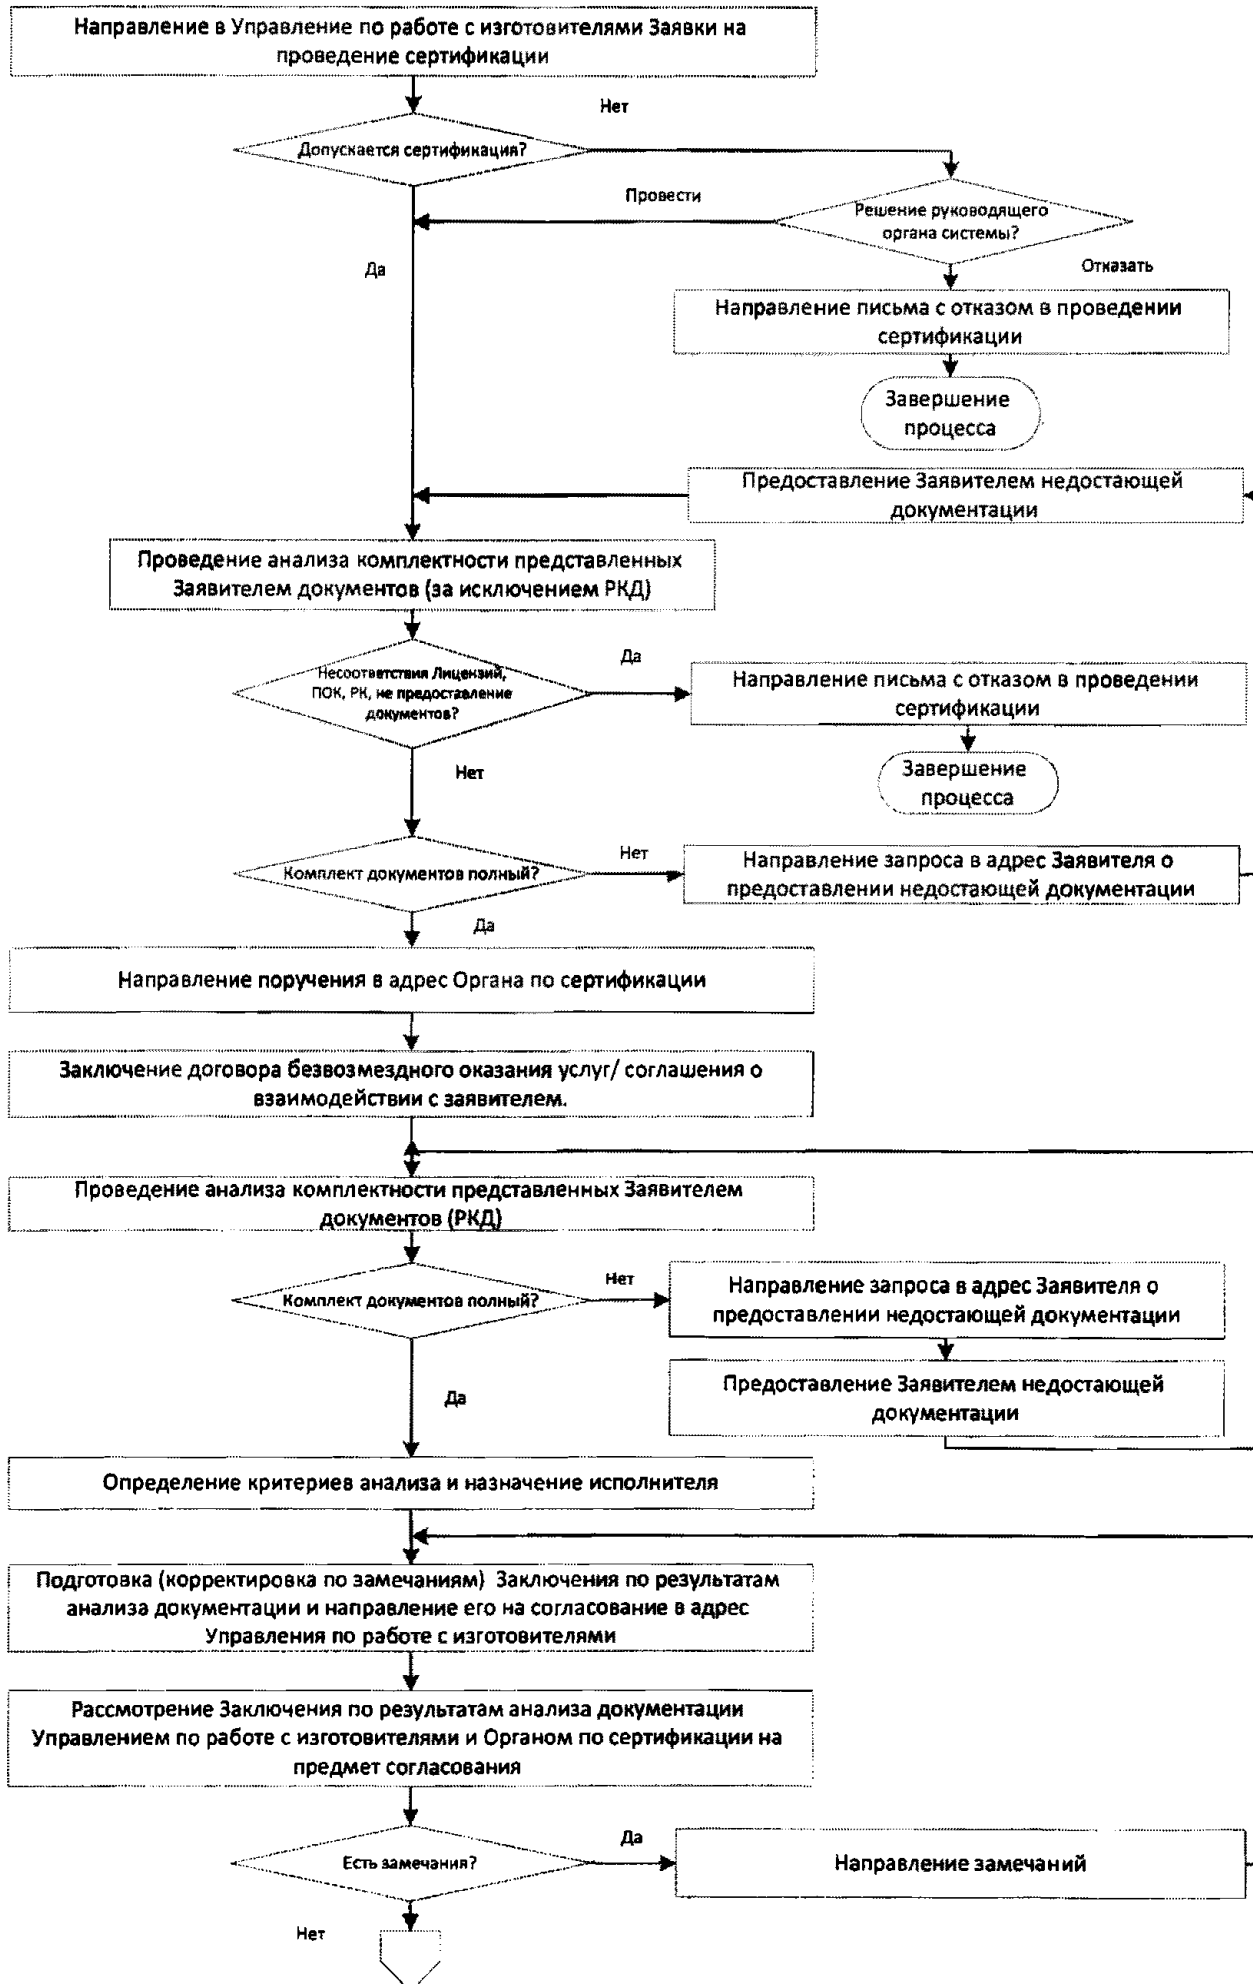 Направление в Управление по работе с изготовителями Заявки на
проведение сертификации
Нет
Допускается сертификация?
Провести
Решение руководящего
органа системы?
Да
Отказать
Направление письма с отказом в проведении
сертификации
Завершение
процесса
Предоставление Заявителем недостающей
документации
Проведение анализа комплектности представленных
Заявителем документов (за исключением РКД)
Несоответствия Лицензий,
ПОК, РК, не предоставление
документов?
Да
Направление письма с отказом в проведении
сертификации
Нет
Завершение
процесса
Комплект документов полный?
Нет
Направление запроса в адрес Заявителя о
предоставлении недостающей документации
Да
Направление поручения в адрес Органа по сертификации
Заключение договора безвозмездного оказания услуг/ соглашения о
взаимодействии с заявителем.
Проведение анализа комплектности представленных Заявителем
документов (РКД)
Комплект документов полный?
Нет
Направление запроса в адрес Заявителя о
предоставлении недостающей документации
Предоставление Заявителем недостающей
документации
Да
Определение критериев анализа и назначение исполнителя
Подготовка (корректировка по замечаниям) Заключения по результатам
анализа документации и направление его на согласование в адрес
Управления по работе с изготовителями
Рассмотрение Заключения по результатам анализа документации
Управлением по работе с изготовителями и Органом по сертификации на
предмет согласования
Есть замечания?
Да
Направление замечаний
Нет